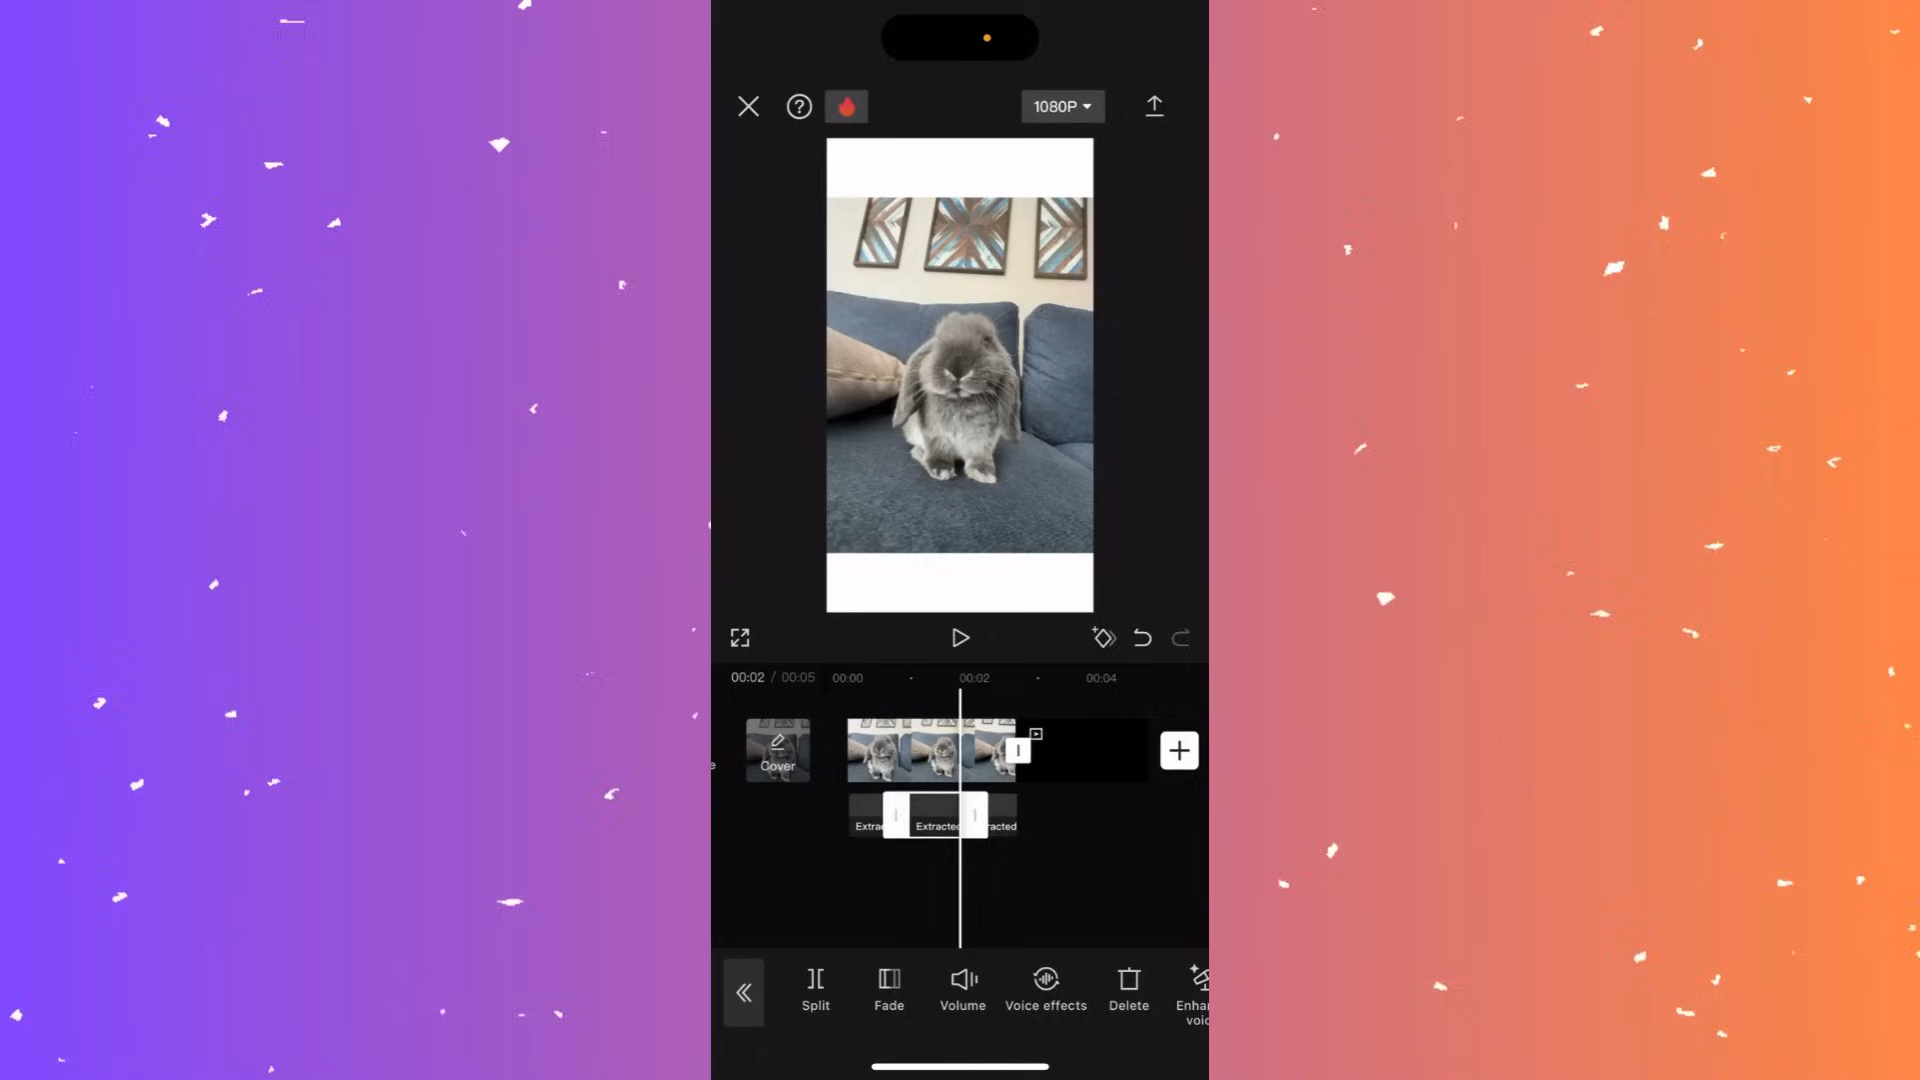 1080P
00:02 / 00:05 00:00 00:02 00:04
Cover
Extra Extracted racted
Split Fade Volume Voice effects Delete Enhan
voic